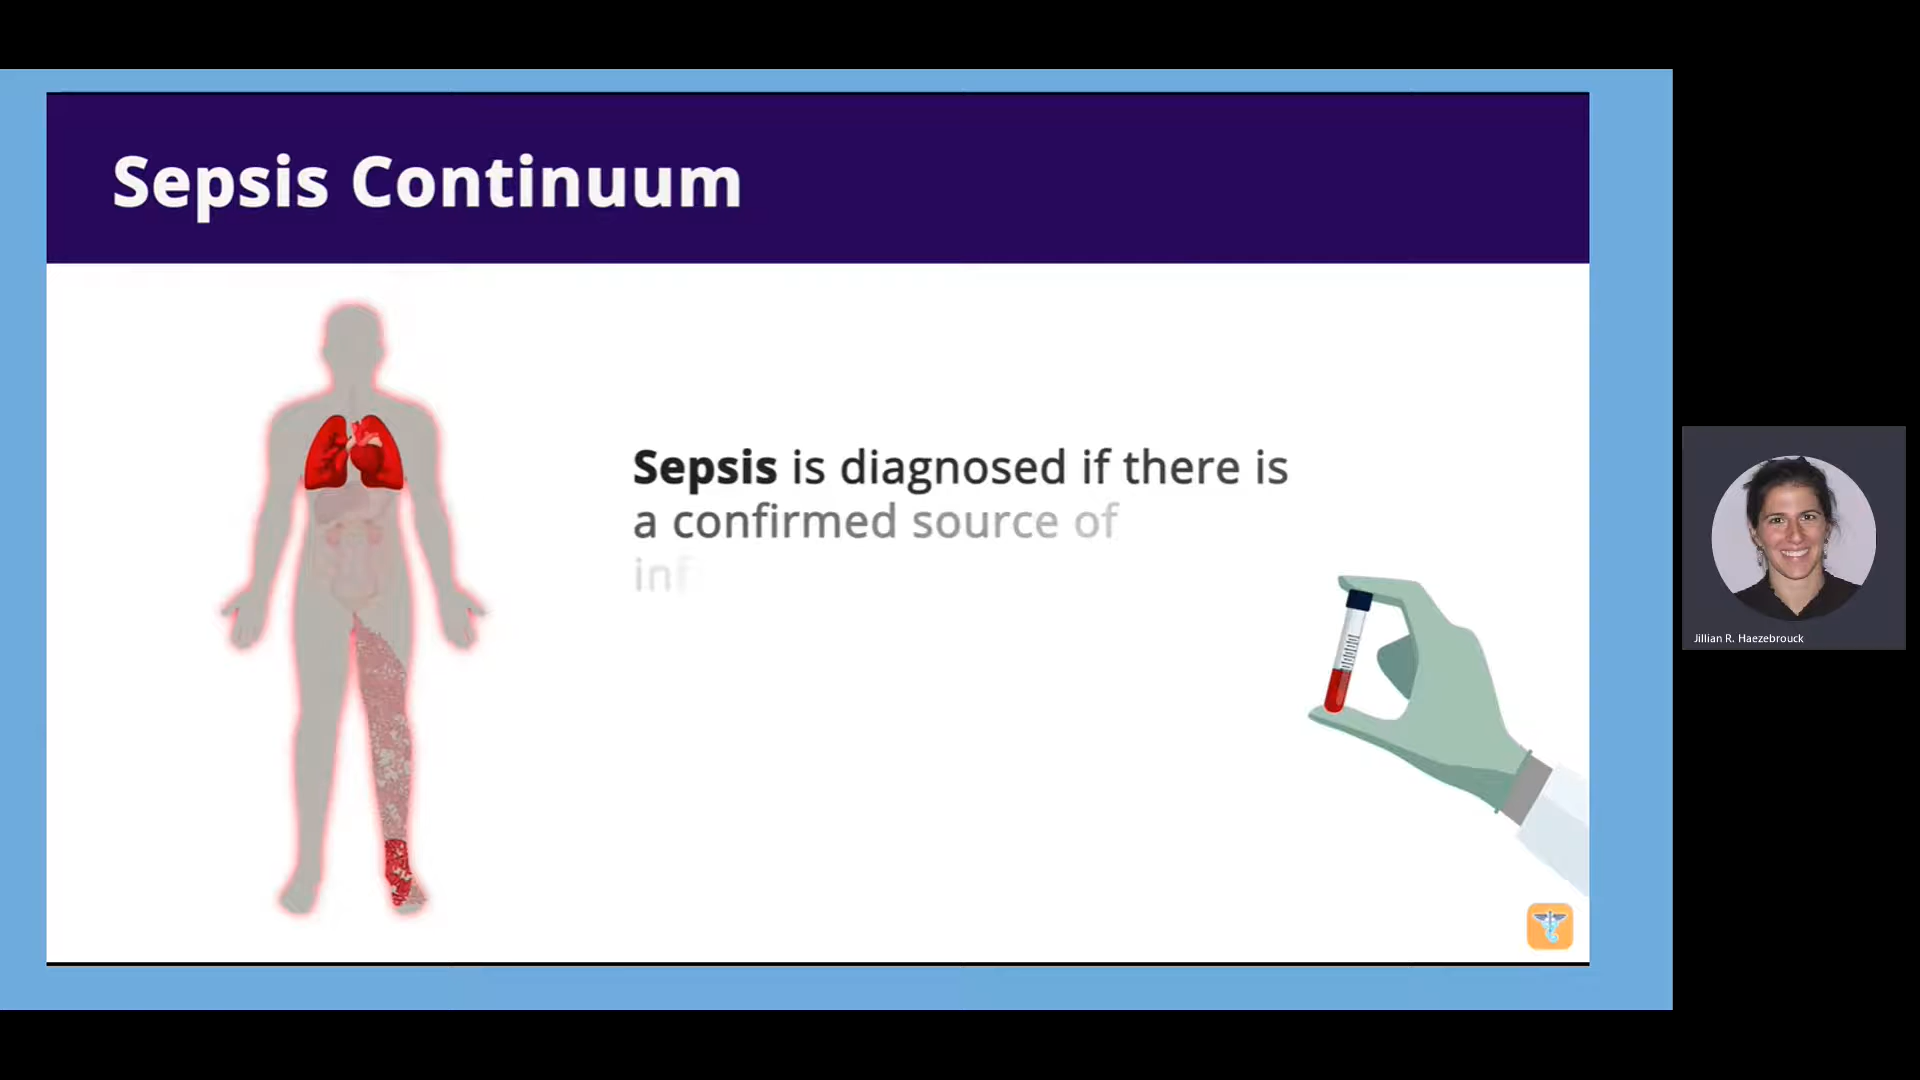 Sepsis Continuum
Sepsis is diagnosed if there is
a confirmed source of
inf
Jillian R. Haezebrouck